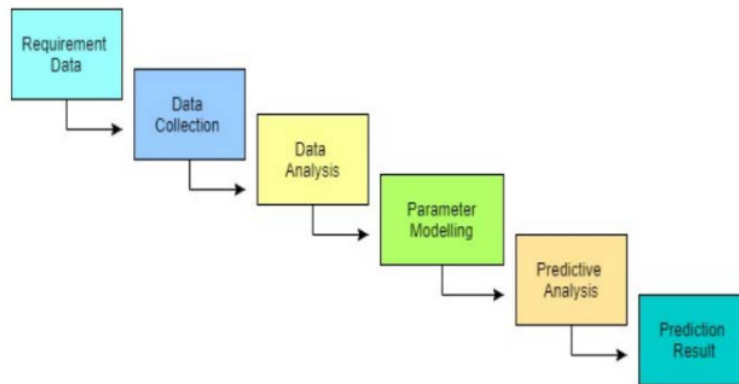 Requirement
Data
Data
Collection
Data
Analysis
Parameter
Modelling
Predictive
Analysis
Prediction
Result